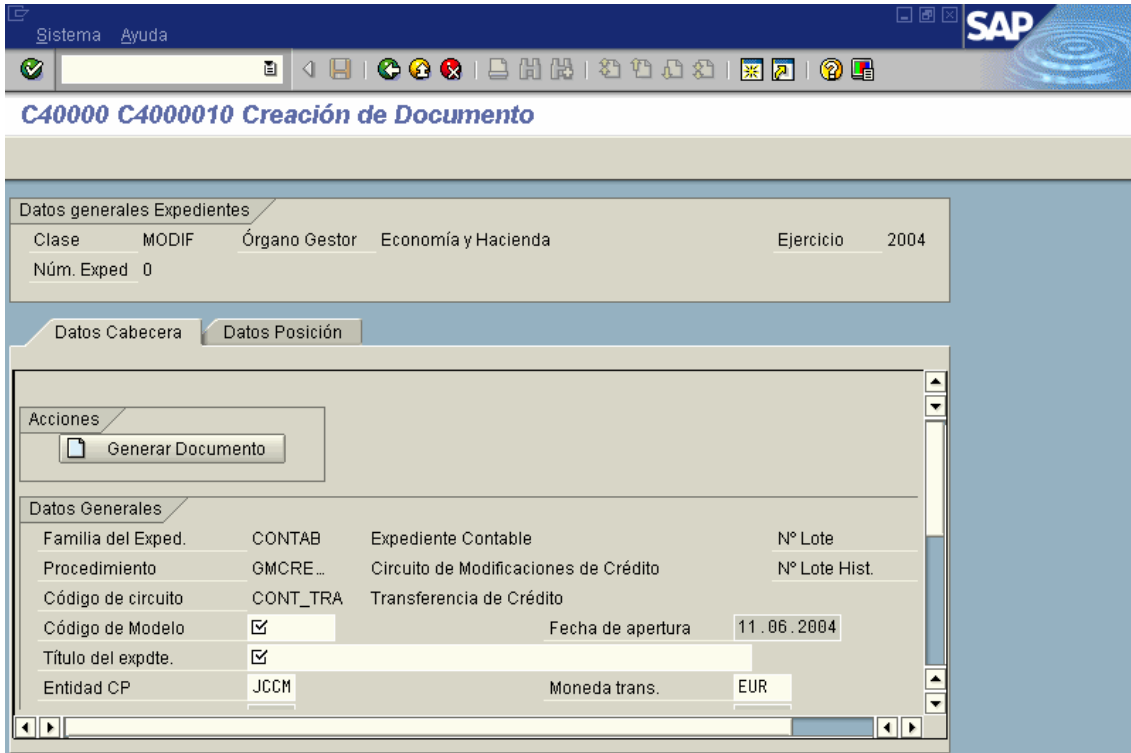 Sistema Ayuda
SAP
C40000 C4000010 Creación de Documento
Datos generales Expedientes
Clase MODIF Órgano Gestor Economía y Hacienda Ejercicio 2004
Núm. Exped 0
Datos Cabecera Datos Posición
Acciones
Generar Documento
Datos Generales
Familia del Exped. CONTAB Expediente Contable Nº Lote
Procedimiento GMCRE... Circuito de Modificaciones de Crédito Nº Lote Hist.
Código de circuito CONT_TRA Transferencia de Crédito
Código de Modelo Fecha de apertura 11.06.2004
Título del expdte.
Entidad CP JCCM Moneda trans. EUR